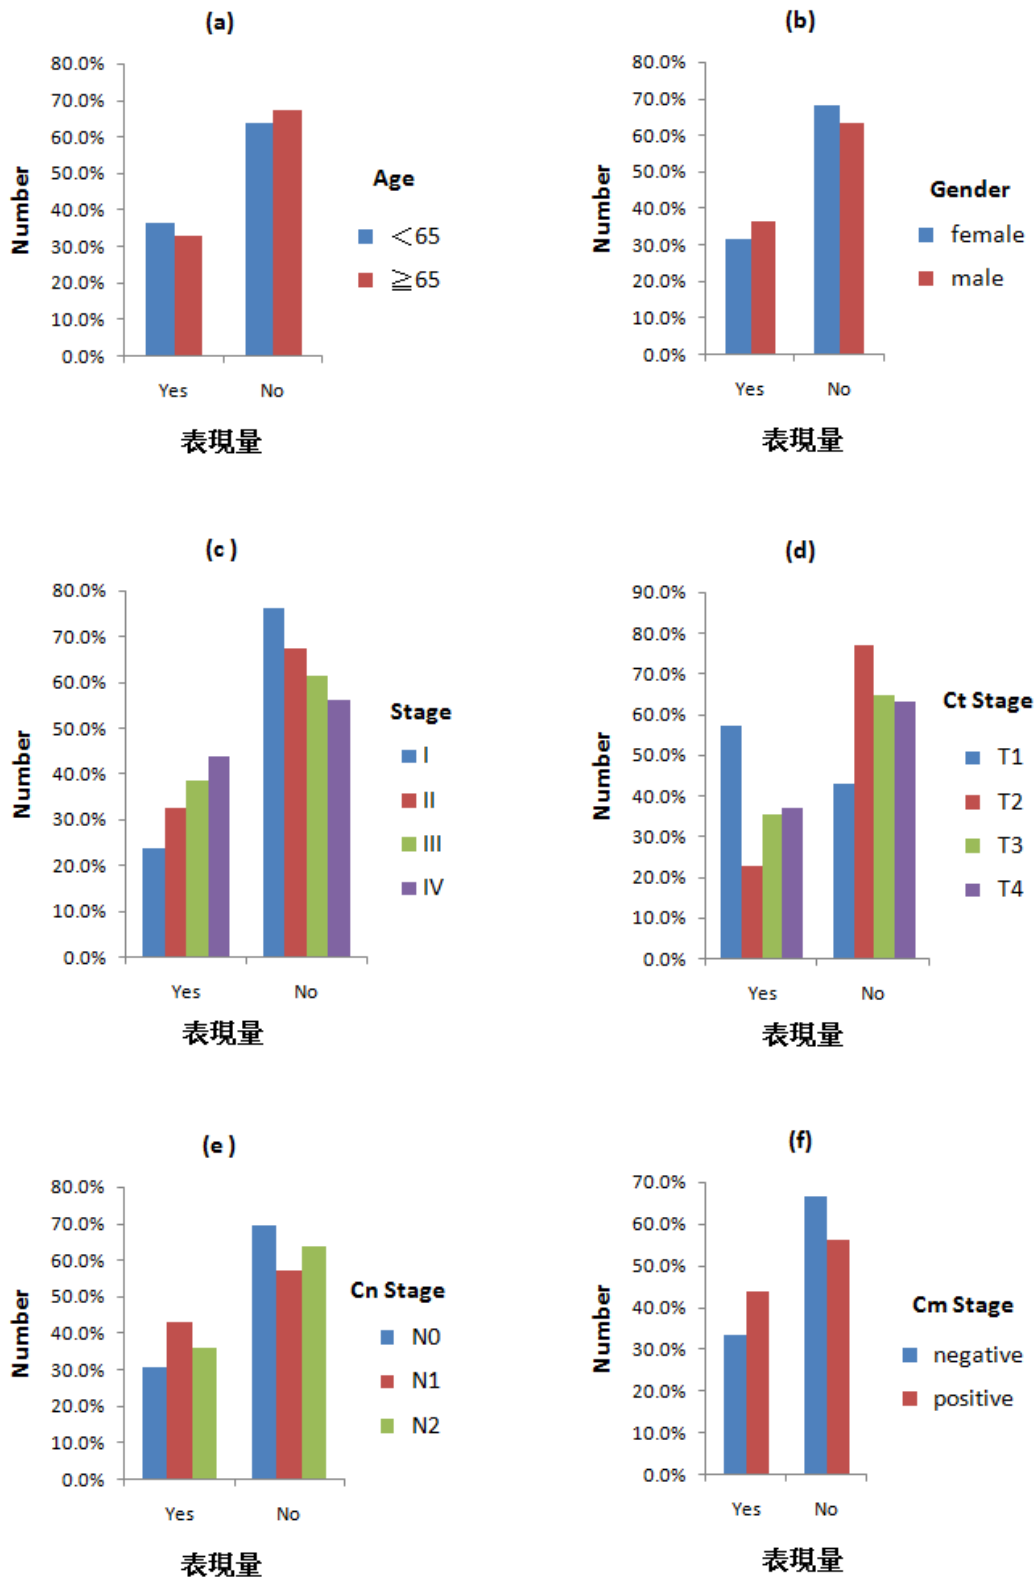 (a)
80.0%
70.0%
60.0%
50.0%
40.0%
30.0%
20.0%
10.0%
0.0%
Number
Yes No
表現量
Age
<65
≧65
(b)
80.0%
70.0%
60.0%
50.0%
40.0%
30.0%
20.0%
10.0%
0.0%
Number
Yes No
表現量
Gender
female
male
(c )
80.0%
70.0%
60.0%
50.0%
40.0%
30.0%
20.0%
10.0%
0.0%
Number
Yes No
表現量
Stage
I
II
III
IV
(d)
90.0%
80.0%
70.0%
60.0%
50.0%
40.0%
30.0%
20.0%
10.0%
0.0%
Number
Yes No
表現量
Ct Stage
T1
T2
T3
T4
(e )
80.0%
70.0%
60.0%
50.0%
40.0%
30.0%
20.0%
10.0%
0.0%
Number
Yes No
表現量
Cn Stage
N0
N1
N2
(f)
70.0%
60.0%
50.0%
40.0%
30.0%
20.0%
10.0%
0.0%
Number
Yes No
表現量
Cm Stage
negative
positive